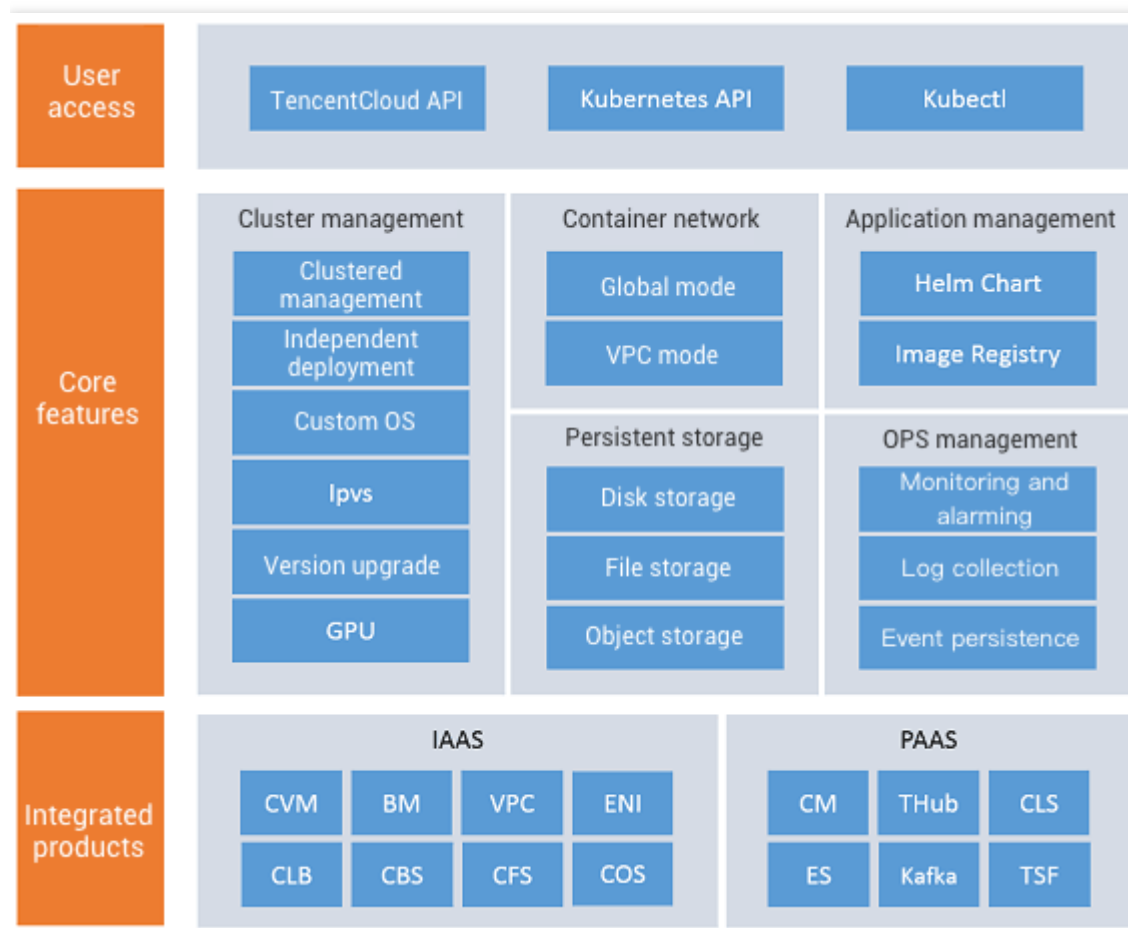 User
access
TencentCloud API
Kubernetes API
Kubectl
Core
features
Cluster management
Clustered
management
Independent
deployment
Custom OS
Ipvs
Version upgrade
GPU
Container network
Global mode
VPC mode
Application management
Helm Chart
Image Registry
Persistent storage
Disk storage
File storage
Object storage
OPS management
Monitoring and
alarming
Log collection
Event persistence
Integrated
products
IAAS
CVM
BM
VPC
ENI
CLB
CBS
CFS
COS
PAAS
CM
THub
CLS
ES
Kafka
TSF